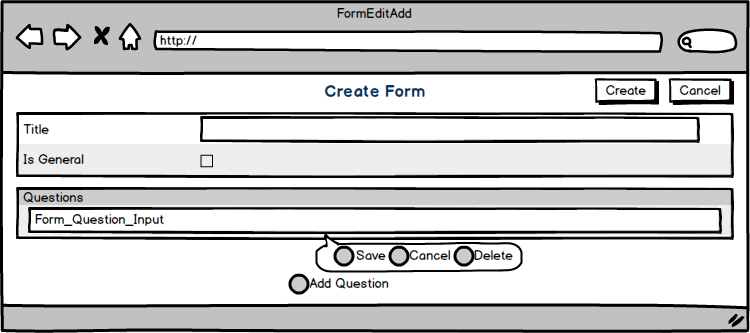 FormEditAdd
http://
Create Form
Create
Cancel
Title
Is General
Questions
Form_Question_Input
Save Cancel Delete
Add Question